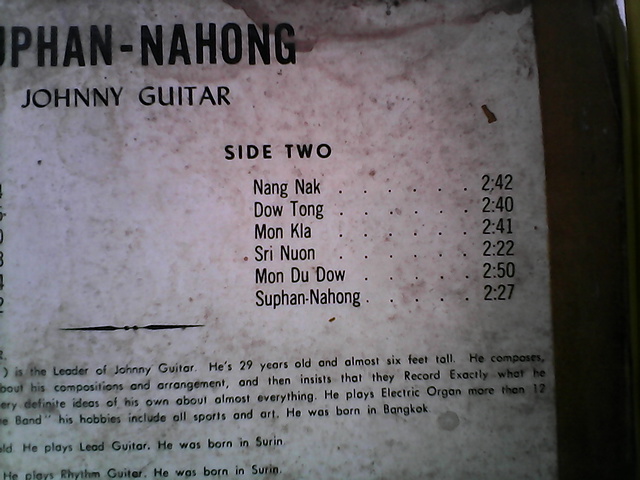 UPHAN-NAHONG
JOHNNY GUITAR
SIDE TWO
Nang Nak . . . . . . 2:42
Dow Tong . . . . . . 2:40
Mon Kla . . . . . . 2:41
Sri Nuon . . . . . . 2:22
Mon Du Dow . . . . . 2:50
Suphan-Nahong . . . . . 2:27
) is the Leader of Johnny Guitar. He's 29 years old and almost six feet tall. He composes,
bout his compositions and arrangement, and then insists that they Record Exactly what he
ery definite ideas of his own about almost everything. He plays Electric Organ more than 12
e Band" his hobbies include all sports and art. He was born in Bangkok
ld. He plays Lead Guitar. He was born in Surin
He plays Rhythm Guitar. He was born in Surin.